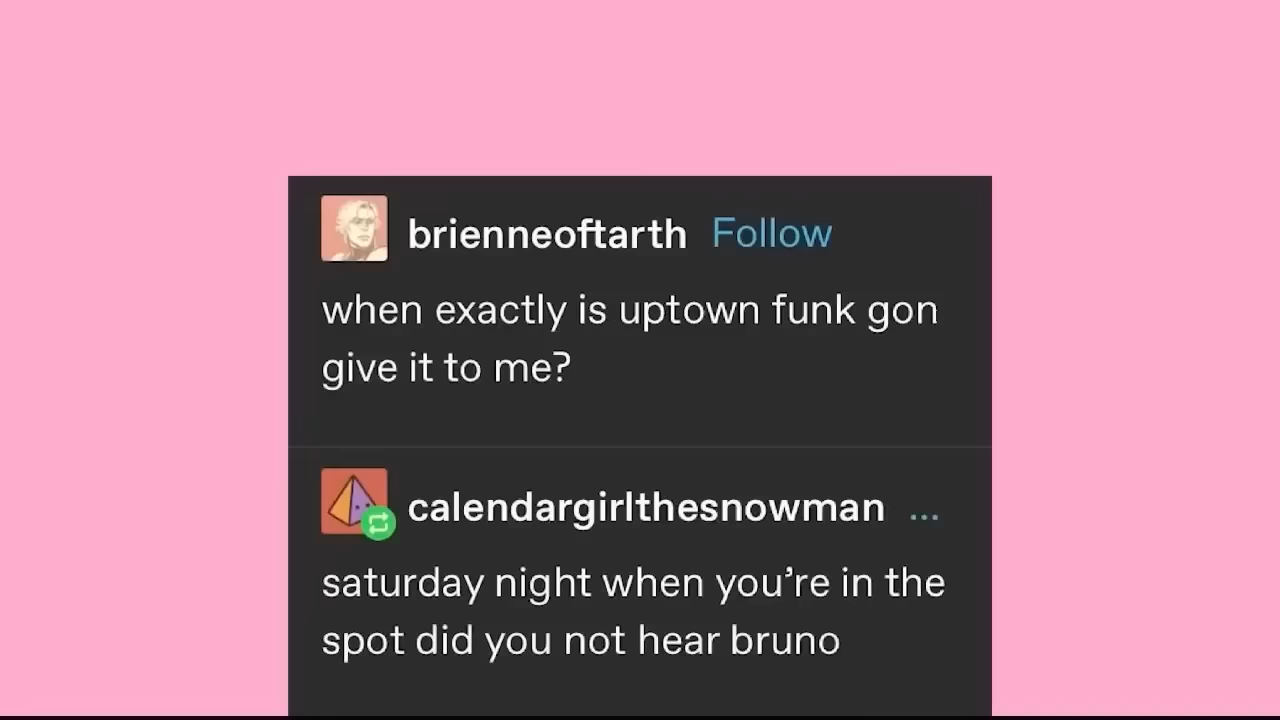 brienneoftarth Follow
when exactly is uptown funk gon
give it to me?
calendargirlthesnowman ...
saturday night when you’re in the
spot did you not hear bruno